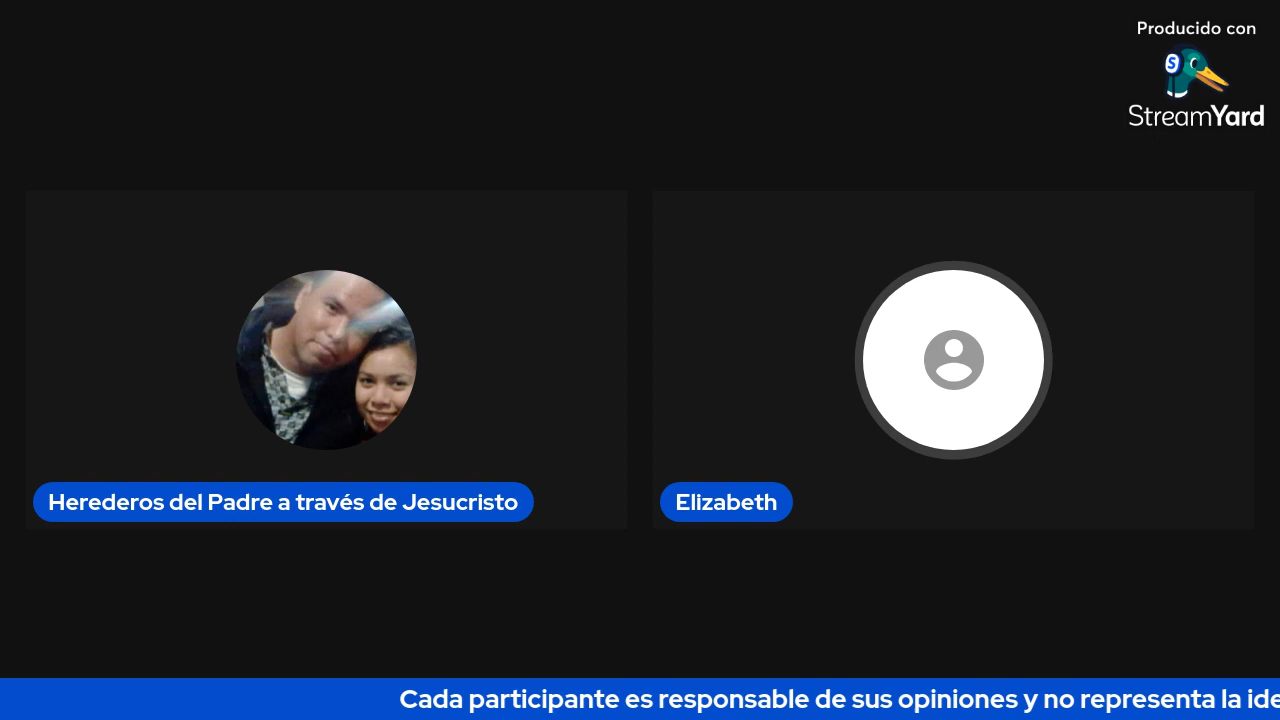 Producido con
S
StreamYard
Herederos del Padre a través de Jesucristo
Elizabeth
Cada participante es responsable de sus opiniones y no representa la ide